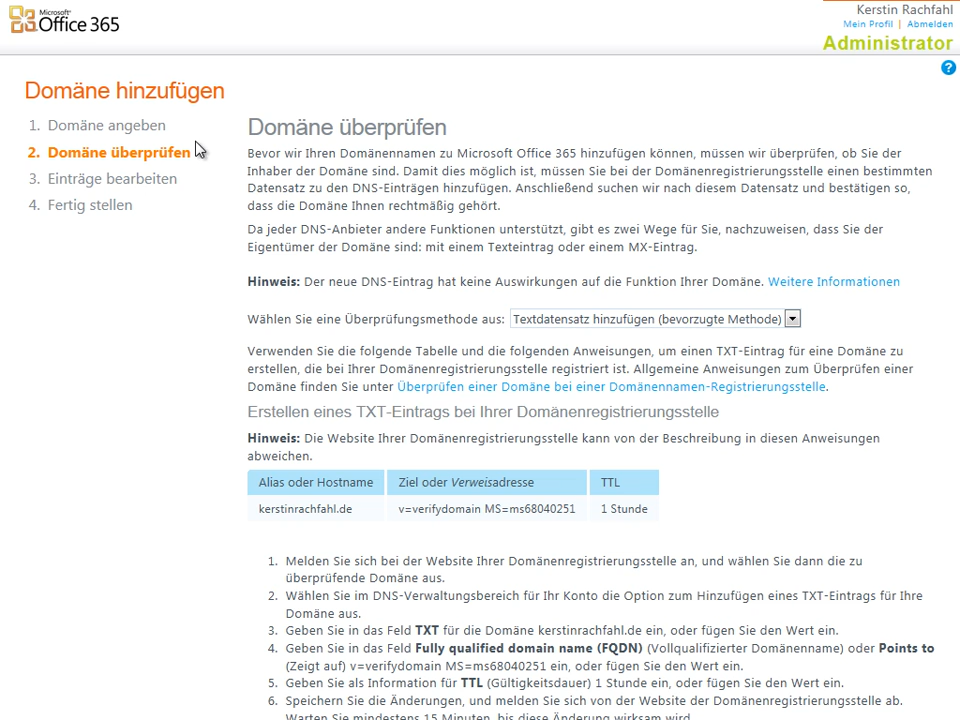 Microsoft®
Office 365
Kerstin Rachfahl
Mein Profil | Abmelden
Administrator
?
Domäne hinzufügen
1. Domäne angeben
2. Domäne überprüfen
3. Einträge bearbeiten
4. Fertig stellen
Domäne überprüfen
Bevor wir Ihren Domänennamen zu Microsoft Office 365 hinzufügen können, müssen wir überprüfen, ob Sie der
Inhaber der Domäne sind. Damit dies möglich ist, müssen Sie bei der Domänenregistrierungsstelle einen bestimmten
Datensatz zu den DNS-Einträgen hinzufügen. Anschließend suchen wir nach diesem Datensatz und bestätigen so,
dass die Domäne Ihnen rechtmäßig gehört.
Da jeder DNS-Anbieter andere Funktionen unterstützt, gibt es zwei Wege für Sie, nachzuweisen, dass Sie der
Eigentümer der Domäne sind: mit einem Texteintrag oder einem MX-Eintrag.
Hinweis: Der neue DNS-Eintrag hat keine Auswirkungen auf die Funktion Ihrer Domäne. Weitere Informationen
Wählen Sie eine Überprüfungsmethode aus: Textdatensatz hinzufügen (bevorzugte Methode)
Verwenden Sie die folgende Tabelle und die folgenden Anweisungen, um einen TXT-Eintrag für eine Domäne zu
erstellen, die bei Ihrer Domänenregistrierungsstelle registriert ist. Allgemeine Anweisungen zum Überprüfen einer
Domäne finden Sie unter Überprüfen einer Domäne bei einer Domänennamen-Registrierungsstelle.
Erstellen eines TXT-Eintrags bei Ihrer Domänenregistrierungsstelle
Hinweis: Die Website Ihrer Domänenregistrierungsstelle kann von der Beschreibung in diesen Anweisungen
abweichen.
Alias oder Hostname Ziel oder Verweisadresse TTL
kerstinrachfahl.de v=verifydomain MS=ms68040251 1 Stunde
1. Melden Sie sich bei der Website Ihrer Domänenregistrierungsstelle an, und wählen Sie dann die zu
überprüfende Domäne aus.
2. Wählen Sie im DNS-Verwaltungsbereich für Ihr Konto die Option zum Hinzufügen eines TXT-Eintrags für Ihre
Domäne aus.
3. Geben Sie in das Feld TXT für die Domäne kerstinrachfahl.de ein, oder fügen Sie den Wert ein.
4. Geben Sie in das Feld Fully qualified domain name (FQDN) (Vollqualifizierter Domänenname) oder Points to
(Zeigt auf) v=verifydomain MS=ms68040251 ein, oder fügen Sie den Wert ein.
5. Geben Sie als Information für TTL (Gültigkeitsdauer) 1 Stunde ein, oder fügen Sie den Wert ein.
6. Speichern Sie die Änderungen, und melden Sie sich von der Website der Domänenregistrierungsstelle ab.
Warten Sie mindestens 15 Minuten, bis diese Änderung wirksam wird.